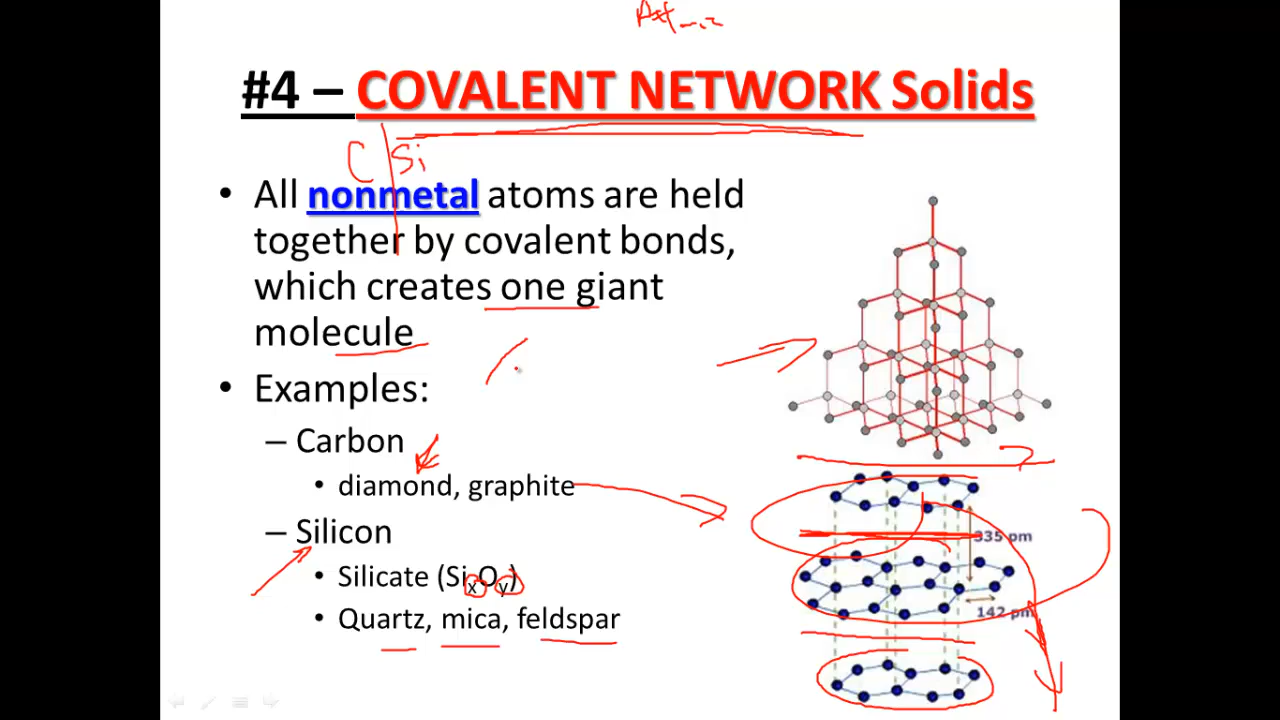 #4 – COVALENT NETWORK Solids
C Si
• All nonmetal atoms are held
together by covalent bonds,
which creates one giant
molecule
• Examples:
– Carbon
• diamond, graphite
– Silicon
• Silicate (SiₓOᵧ)
• Quartz, mica, feldspar
335 pm
142 pm